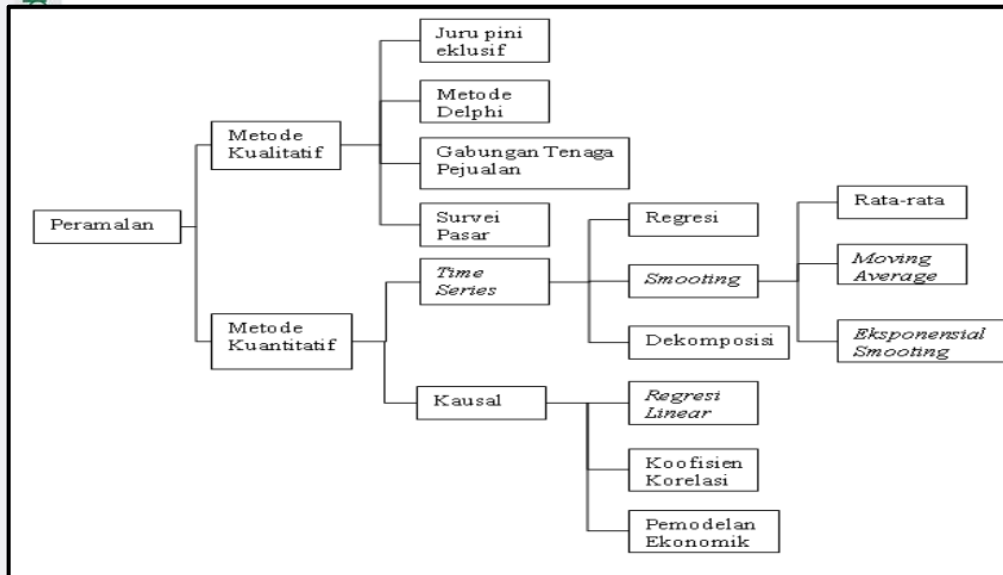 Juru pini
eklusif
Metode
Delphi
Metode
Kualitatif
Gabungan Tenaga
Pejualan
Rata-rata
Peramalan
Survei
Pasar
Regresi
Time
Series
Smooting
Moving
Average
Metode
Kuantitatif
Dekomposisi
Eksponensial
Smooting
Kausal
Regresi
Linear
Koofisien
Korelasi
Pemodelan
Ekonomik